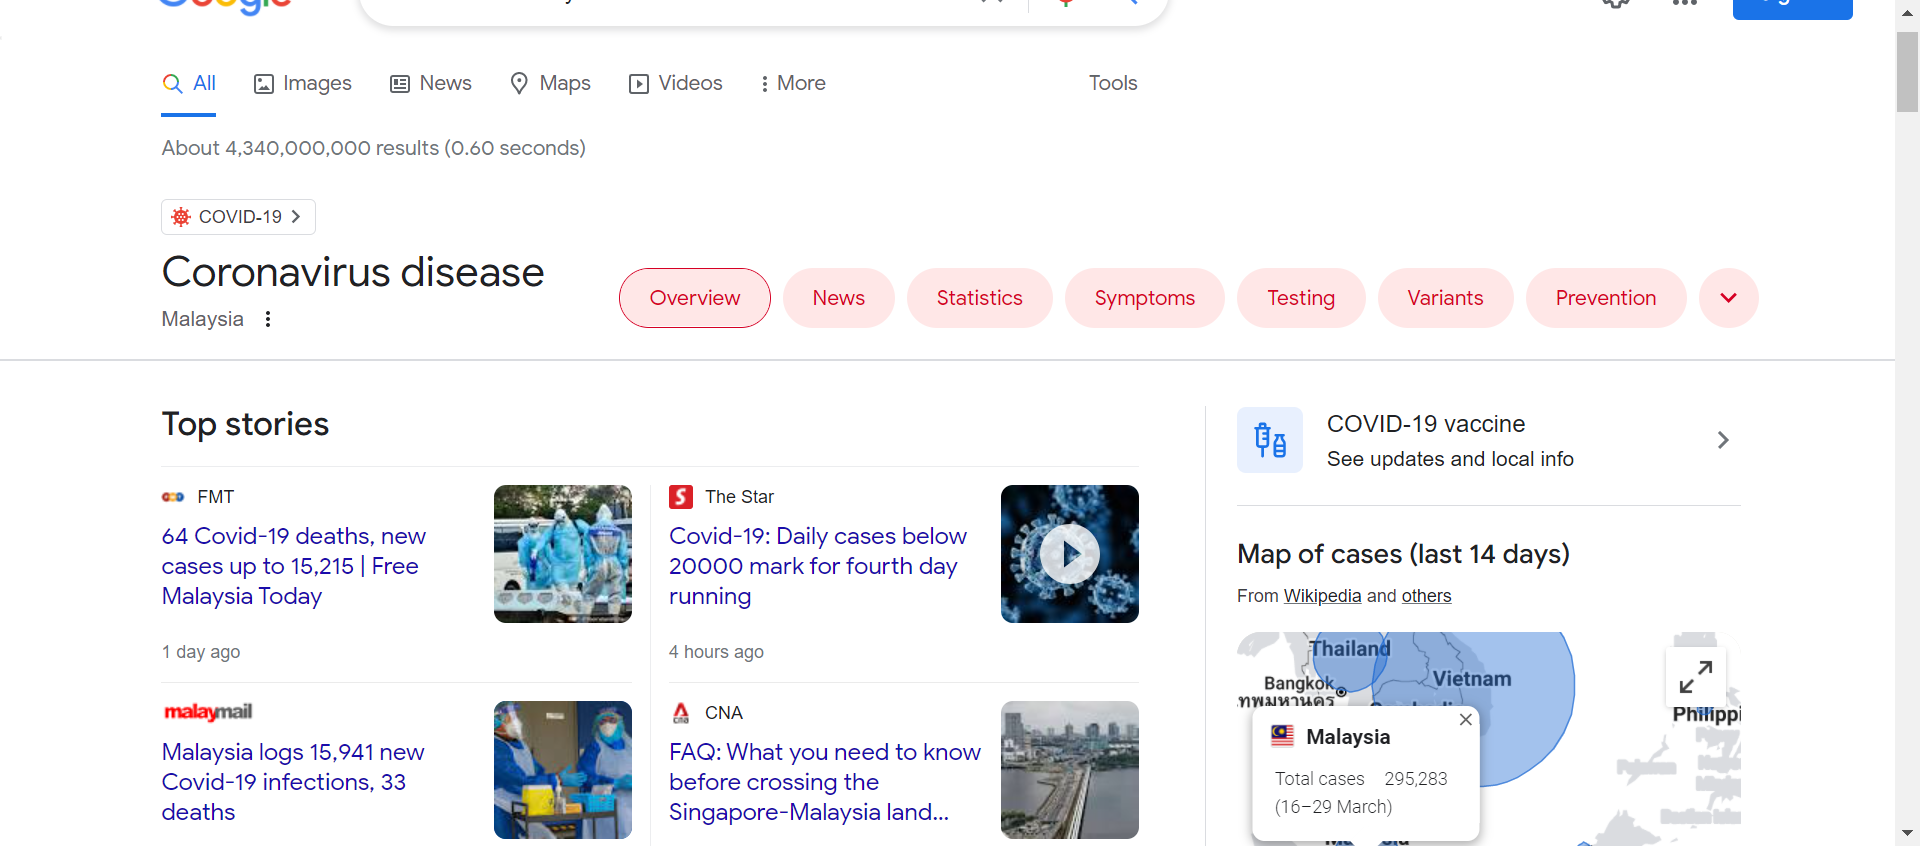 Google
All
Images
News
Maps
Videos
More
Tools
About 4,340,000,000 results (0.60 seconds)
COVID-19
Coronavirus disease
Malaysia
Overview
News
Statistics
Symptoms
Testing
Variants
Prevention
Top stories
FMT
64 Covid-19 deaths, new
cases up to 15,215 | Free
Malaysia Today
1 day ago
The Star
Covid-19: Daily cases below
20000 mark for fourth day
running
4 hours ago
malaymail
Malaysia logs 15,941 new
Covid-19 infections, 33
deaths
cna
CNA
FAQ: What you need to know
before crossing the
Singapore-Malaysia land...
COVID-19 vaccine
See updates and local info
Map of cases (last 14 days)
From Wikipedia and others
Thailand
Vietnam
Bangkok
Philippi
Malaysia
Total cases 295,283
(16–29 March)